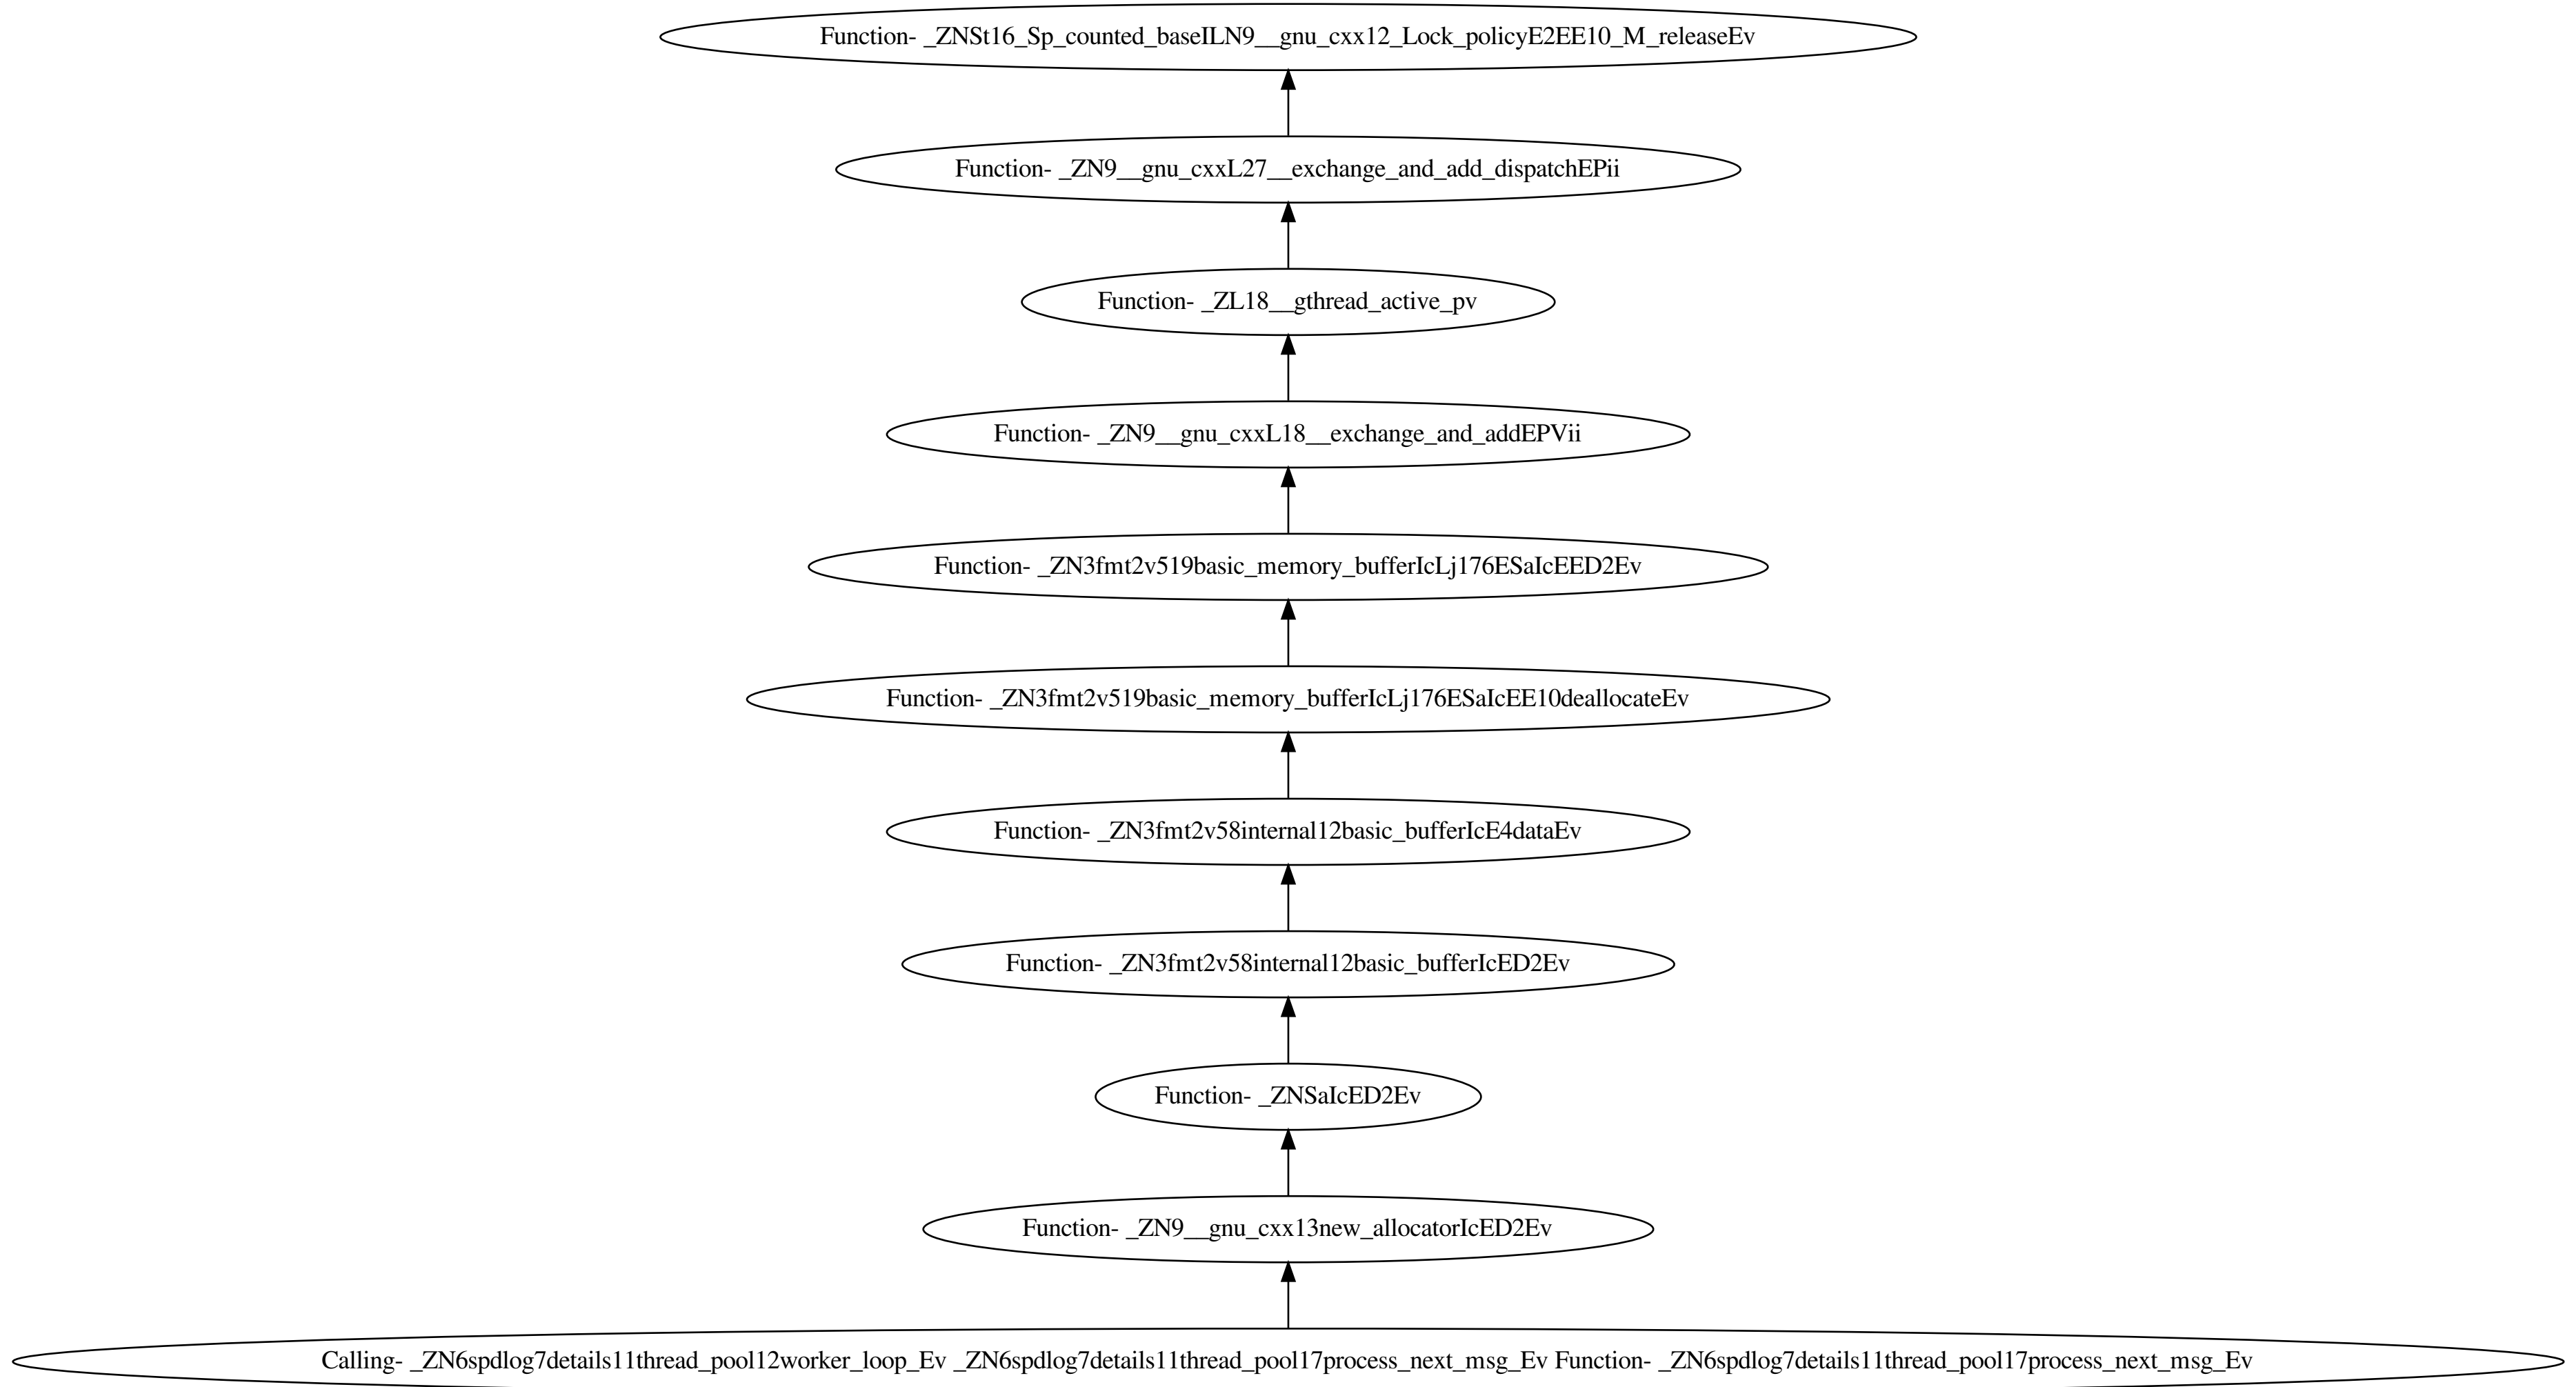 Function- _ZNSt16_Sp_counted_baseILN9__gnu_cxx12_Lock_policyE2EE10_M_releaseEv
Function- _ZN9__gnu_cxxL27__exchange_and_add_dispatchEPii
Function- _ZL18__gthread_active_pv
Function- _ZN9__gnu_cxxL18__exchange_and_addEPVii
Function- _ZN3fmt2v519basic_memory_bufferIcLj176ESaIcEED2Ev
Function- _ZN3fmt2v519basic_memory_bufferIcLj176ESaIcEE10deallocateEv
Function- _ZN3fmt2v58internal12basic_bufferIcE4dataEv
Function- _ZN3fmt2v58internal12basic_bufferIcED2Ev
Function- _ZNSaIcED2Ev
Function- _ZN9__gnu_cxx13new_allocatorIcED2Ev
Calling- _ZN6spdlog7details11thread_pool12worker_loop_Ev _ZN6spdlog7details11thread_pool17process_next_msg_Ev Function- _ZN6spdlog7details11thread_pool17process_next_msg_Ev